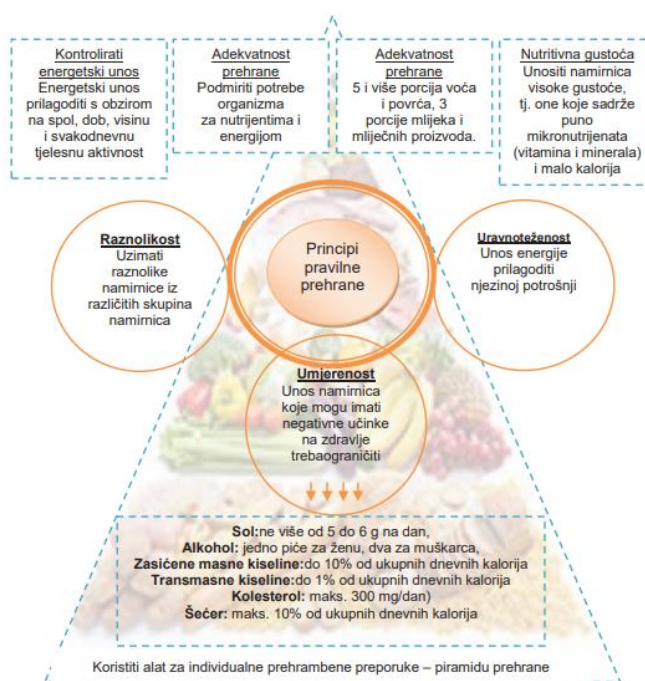 Kontrolirati
energetski unos
Energetski unos
prilagoditi s obzirom
na spol, dob, visinu
i svakodnevnu
tjelesnu aktivnost
Adekvatnost
prehrane
Podmiriti potrebe
organizma
za nutrijentima i
energijom
Adekvatnost
prehrane
5 i više porcija voća
i povrća, 3
porcije mlijeka i
mliječnih proizvoda.
Nutritivna gustoća
Unositi namirnica
visoke gustoće,
tj. one koje sadrže
puno
mikronutrijenata
(vitamina i minerala)
i malo kalorija
Raznolikost
Uzimati
raznolike
namirnice iz
različitih skupina
namirnica
Principi
pravilne
prehrane
Uravnoteženost
Unos energije
prilagoditi
njezinoj potrošnji
Umjerenost
Unos namirnica
koje mogu imati
negativne učinke
na zdravlje
trebaograničiti
Sol:ne više od 5 do 6 g na dan,
Alkohol: jedno piće za ženu, dva za muškarca,
Zasićene masne kiseline:do 10% od ukupnih dnevnih kalorija
Transmasne kiseline:do 1% od ukupnih dnevnih kalorija
Kolesterol: maks. 300 mg/dan)
Šećer: maks. 10% od ukupnih dnevnih kalorija
Koristiti alat za individualne prehrambene preporuke – piramidu prehrane